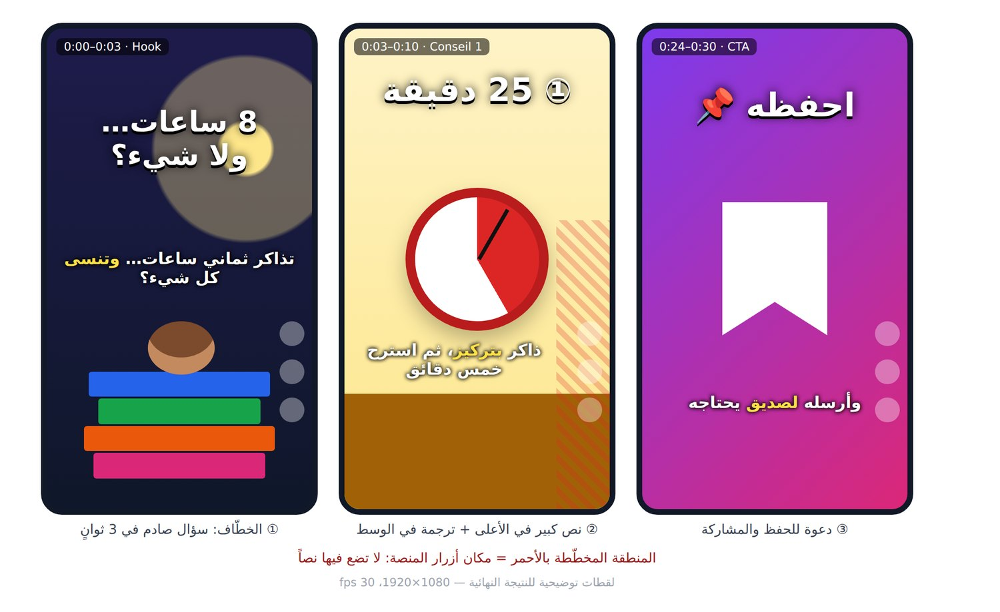 0:00–0:03 · Hook
8 ساعات…
ولا شيء؟
تذاكر ثماني ساعات… وتنسى
كل شيء؟
① الخطّاف: سؤال صادم في 3 ثوانٍ
0:03–0:10 · Conseil 1
① 25 دقيقة
ذاكر بتركيز، ثم استرح
خمس دقائق
② نص كبير في الأعلى + ترجمة في الوسط
0:24–0:30 · CTA
احفظه 📌
وأرسله لصديق يحتاجه
③ دعوة للحفظ والمشاركة
المنطقة المخطّطة بالأحمر = مكان أزرار المنصة: لا تضع فيها نصاً
لقطات توضيحية للنتيجة النهائية — 1080×1920، 30 fps